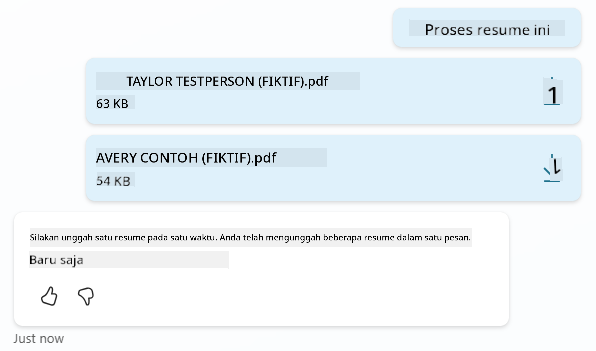 Proses resume ini
TAYLOR TESTPERSON (FIKTIF).pdf
63 KB
1
AVERY CONTOH (FIKTIF).pdf
54 KB
Silakan unggah satu resume pada satu waktu. Anda telah mengunggah beberapa resume dalam satu pesan.
Baru saja
Just now